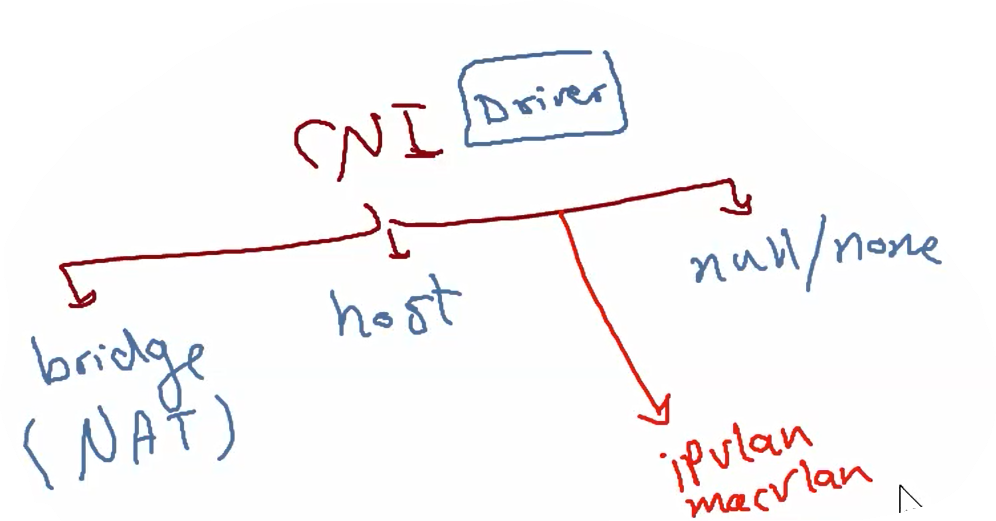 CNI Driver
bridge
(NAT)
host
null/none
ipvlan
macvlan